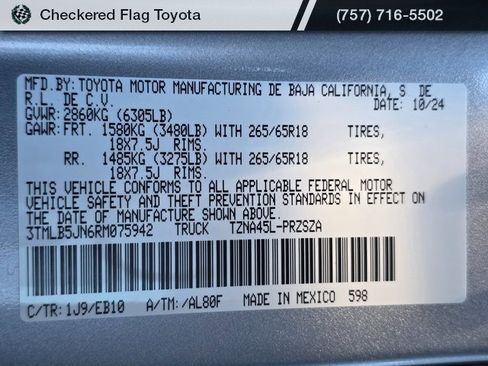 Checkered Flag Toyota
(757) 716-5502
MFD.BY: TOYOTA MOTOR MANUFACTURING DE BAJA CALIFORNIA, S DE
R.L. DE C.V. DATE: 10/24
GVWR: 2860KG (6305LB)
GAWR: FRT. 1580KG (3480LB) WITH 265/65R18 TIRES,
18X7.5J RIMS.
RR. 1485KG (3275LB) WITH 265/65R18 TIRES,
18X7.5J RIMS.
THIS VEHICLE CONFORMS TO ALL APPLICABLE FEDERAL MOTOR
VEHICLE SAFETY AND THEFT PREVENTION STANDARDS IN EFFECT ON
THE DATE OF MANUFACTURE SHOWN ABOVE.
3TMLB5JN6RM075942 TRUCK TZNA45L-PRZSZA
C/TR: 1J9/EB10 A/TM: /AL80F MADE IN MEXICO 598